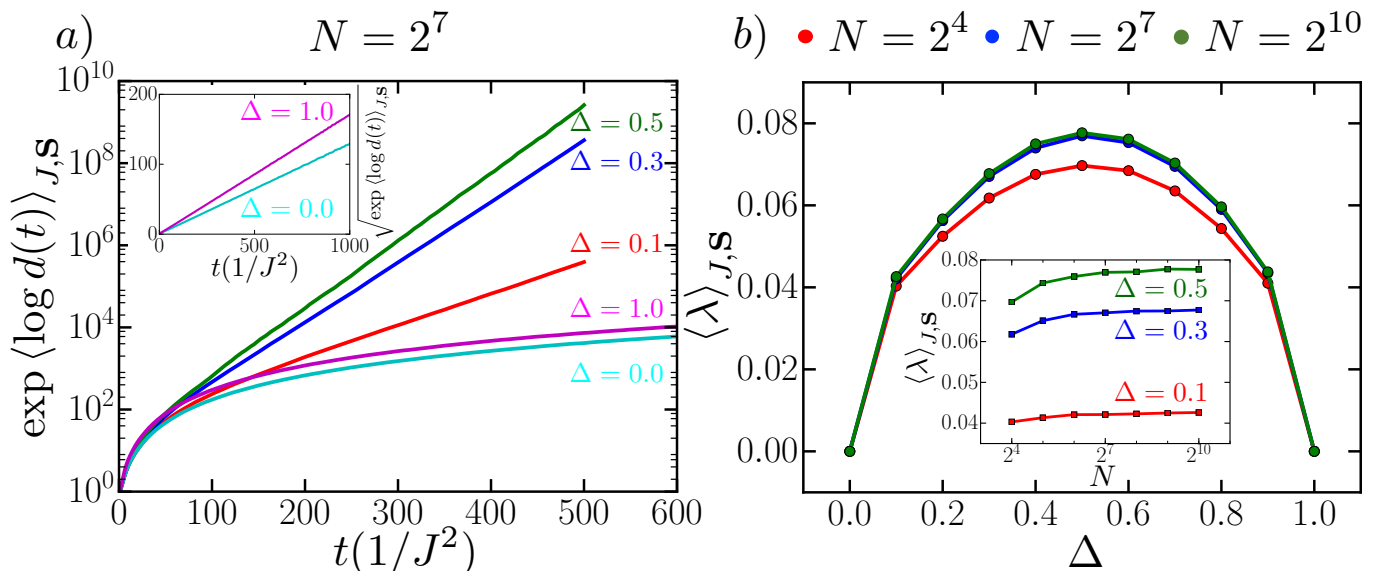 a) N = 2^7
10^10
10^8
10^6
10^4
10^2
10^0
exp ⟨log d(t)⟩_{J,s}
0 100 200 300 400 500 600
t(1/J^2)
Δ = 0.5
Δ = 0.3
Δ = 0.1
Δ = 1.0
Δ = 0.0
200
100
0
0 500 1000
t(1/J^2)
√exp ⟨log d(t)⟩_{J,s}
Δ = 1.0
Δ = 0.0
b) N = 2^4 N = 2^7 N = 2^10
0.08
0.06
0.04
0.02
0.00
⟨λ⟩_{J,s}
0.0 0.2 0.4 0.6 0.8 1.0
Δ
0.08
0.07
0.06
0.05
0.04
⟨λ⟩_{J,s}
Δ = 0.5
Δ = 0.3
Δ = 0.1
2^4 2^7 2^10
N